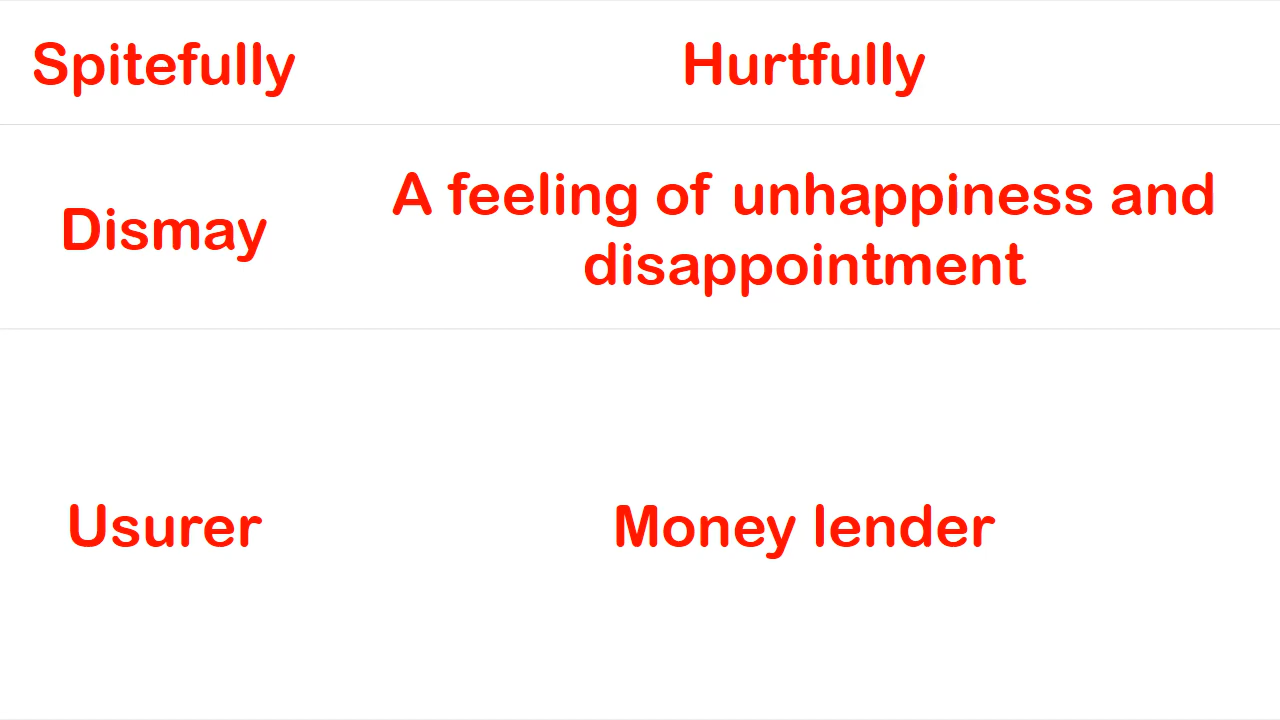 Spitefully Hurtfully
Dismay A feeling of unhappiness and
disappointment
Usurer Money lender